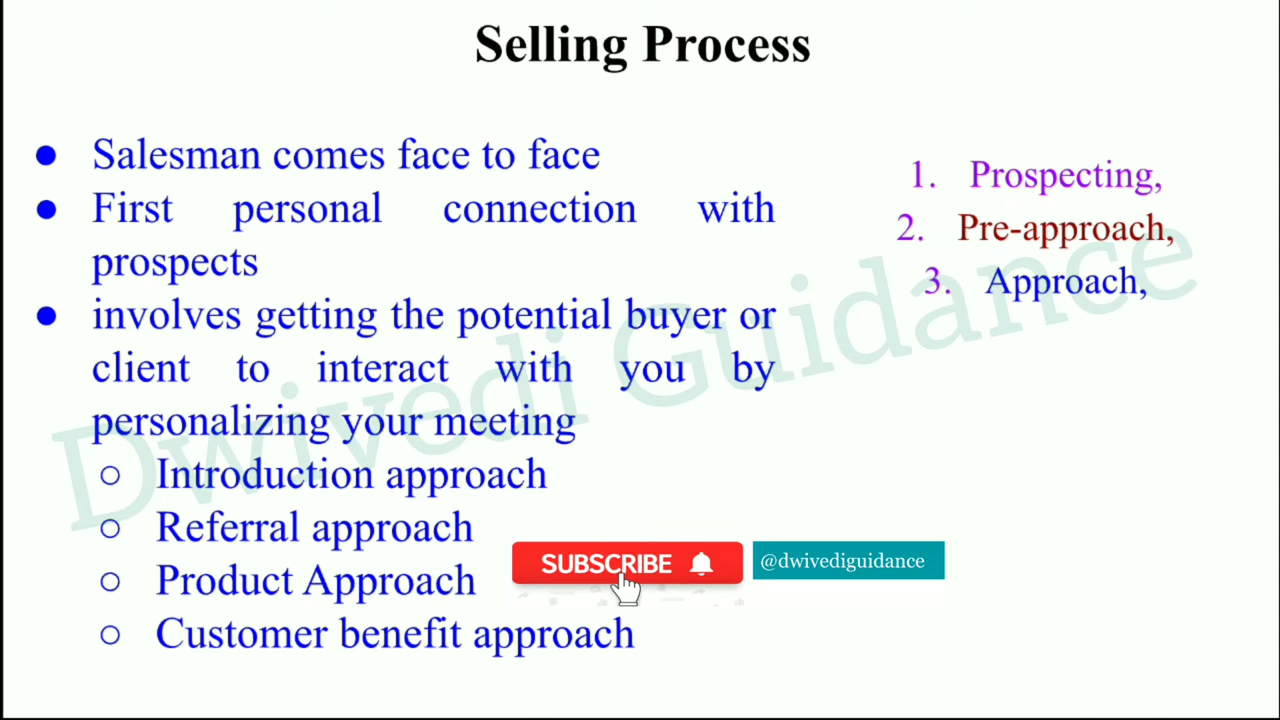 Selling Process
● Salesman comes face to face
● First personal connection with
prospects
● involves getting the potential buyer or
client to interact with you by
personalizing your meeting
○ Introduction approach
○ Referral approach
○ Product Approach
○ Customer benefit approach
1. Prospecting,
2. Pre-approach,
3. Approach,
Dwivedi Guidance
SUBSCRIBE
@dwivediguidance